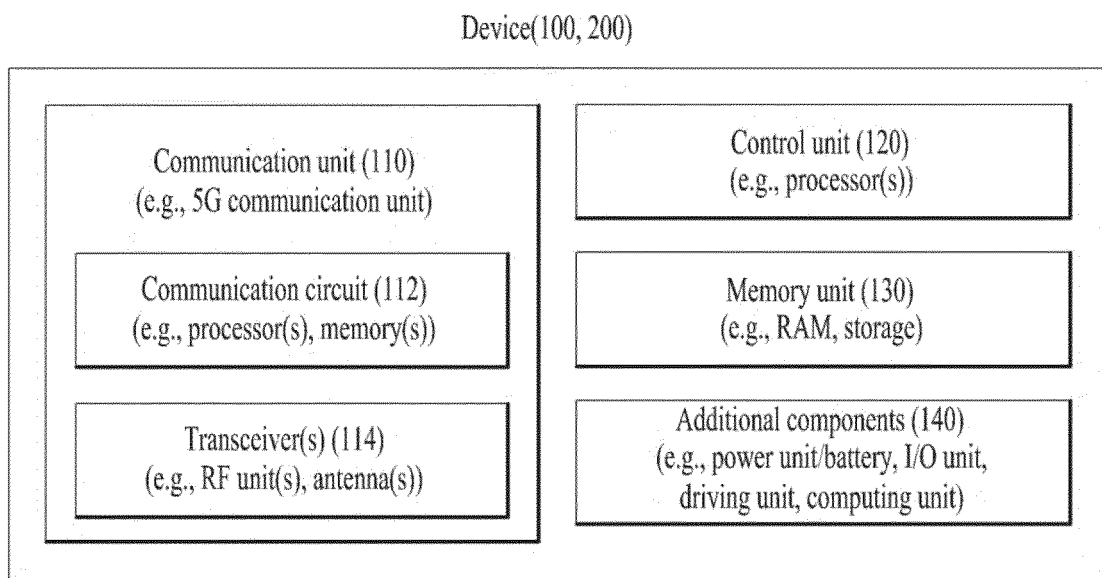 Device(100, 200)
Communication unit (110)
(e.g., 5G communication unit)
Communication circuit (112)
(e.g., processor(s), memory(s))
Transceiver(s) (114)
(e.g., RF unit(s), antenna(s))
Control unit (120)
(e.g., processor(s))
Memory unit (130)
(e.g., RAM, storage)
Additional components (140)
(e.g., power unit/battery, I/O unit,
driving unit, computing unit)